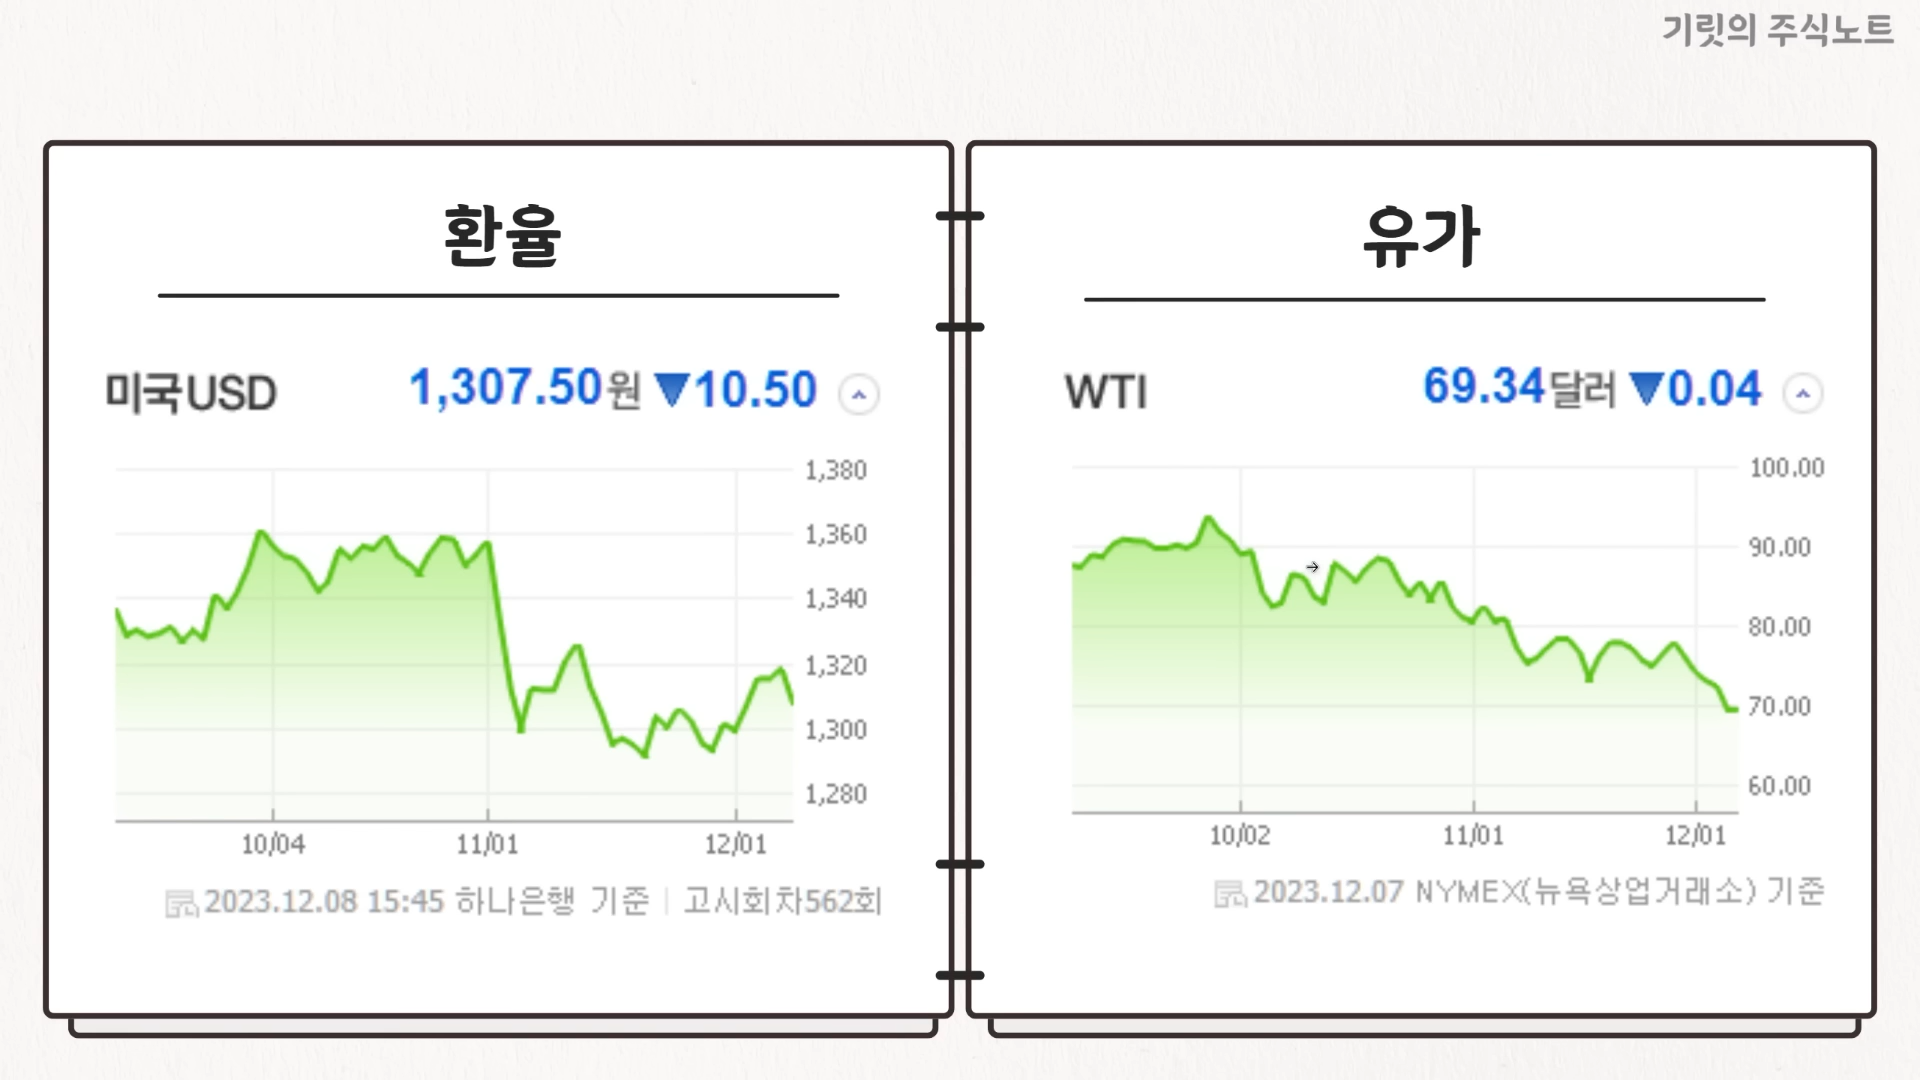 기릿의 주식노트
환율
미국 USD 1,307.50원 ▼10.50
1,380
1,360
1,340
1,320
1,300
1,280
10/04 11/01 12/01
2023.12.08 15:45 하나은행 기준 | 고시회차562회
유가
WTI 69.34달러 ▼0.04
100.00
90.00
80.00
70.00
60.00
10/02 11/01 12/01
2023.12.07 NYMEX(뉴욕상업거래소) 기준